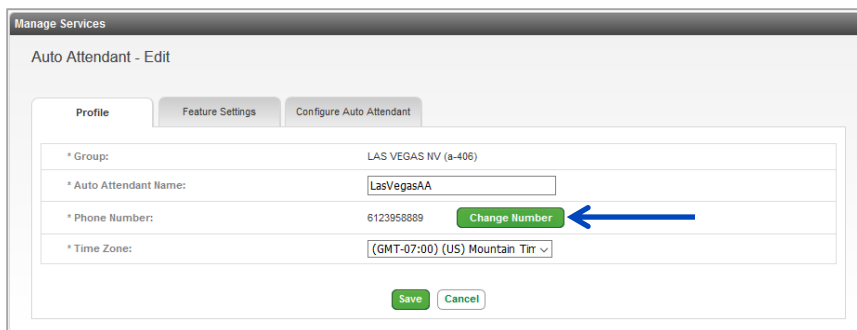 Manage Services
Auto Attendant - Edit
Profile Feature Settings Configure Auto Attendant
* Group: LAS VEGAS NV (a-406)
* Auto Attendant Name: LasVegasAA
* Phone Number: 6123958889 Change Number
* Time Zone: (GMT-07:00) (US) Mountain Tim
Save Cancel